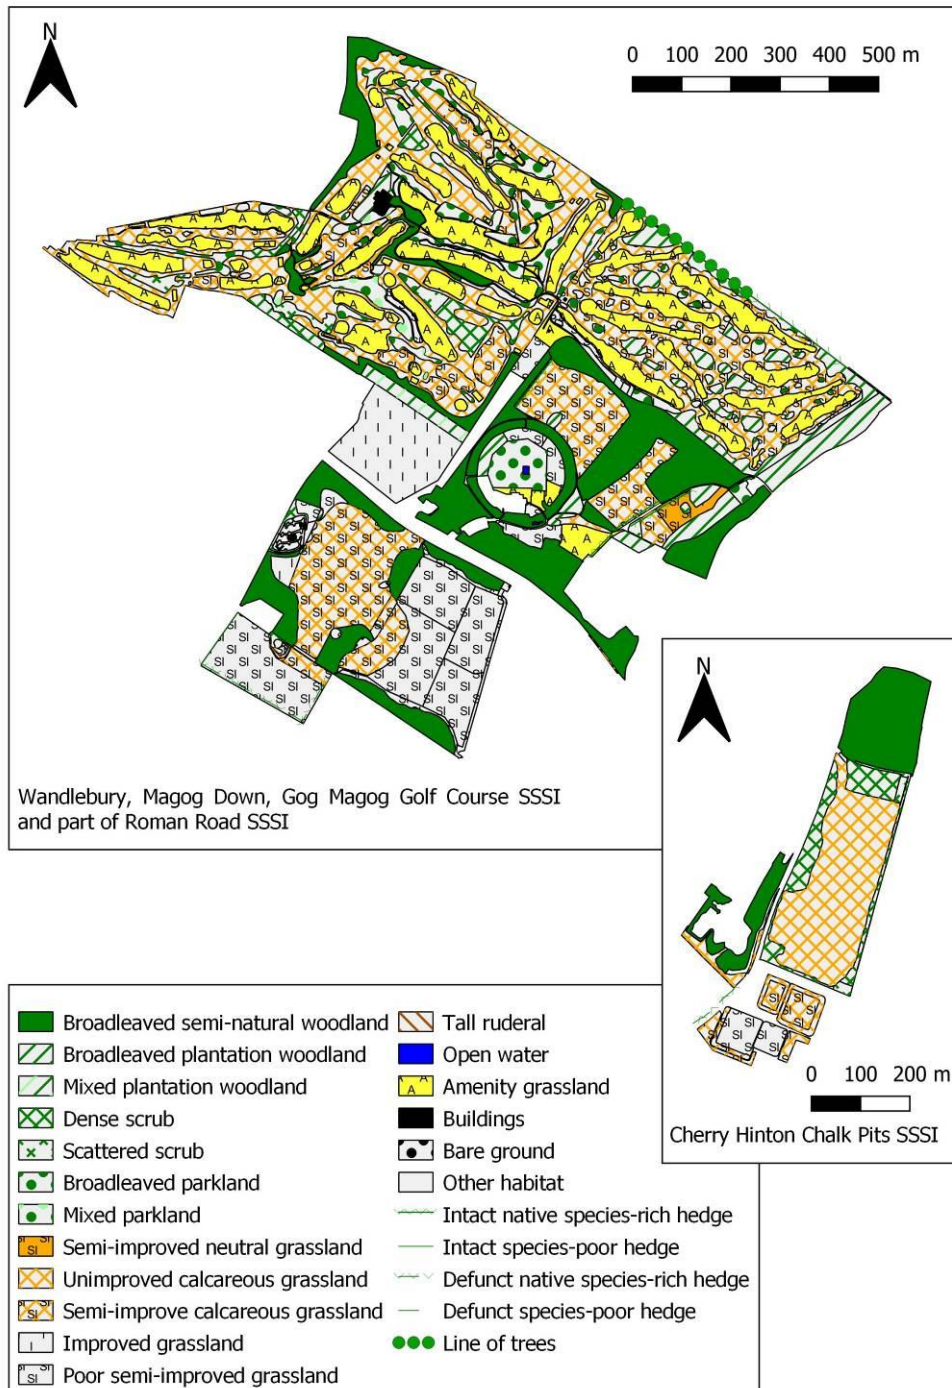 N
0 100 200 300 400 500 m
Wandlebury, Magog Down, Gog Magog Golf Course SSSI
and part of Roman Road SSSI
N
0 100 200 m
Cherry Hinton Chalk Pits SSSI
Broadleaved semi-natural woodland
Broadleaved plantation woodland
Mixed plantation woodland
Dense scrub
Scattered scrub
Broadleaved parkland
Mixed parkland
SI Semi-improved neutral grassland
Unimproved calcareous grassland
SI Semi-improve calcareous grassland
I Improved grassland
SI Poor semi-improved grassland
Tall ruderal
Open water
A Amenity grassland
Buildings
Bare ground
Other habitat
Intact native species-rich hedge
Intact species-poor hedge
Defunct native species-rich hedge
Defunct species-poor hedge
Line of trees